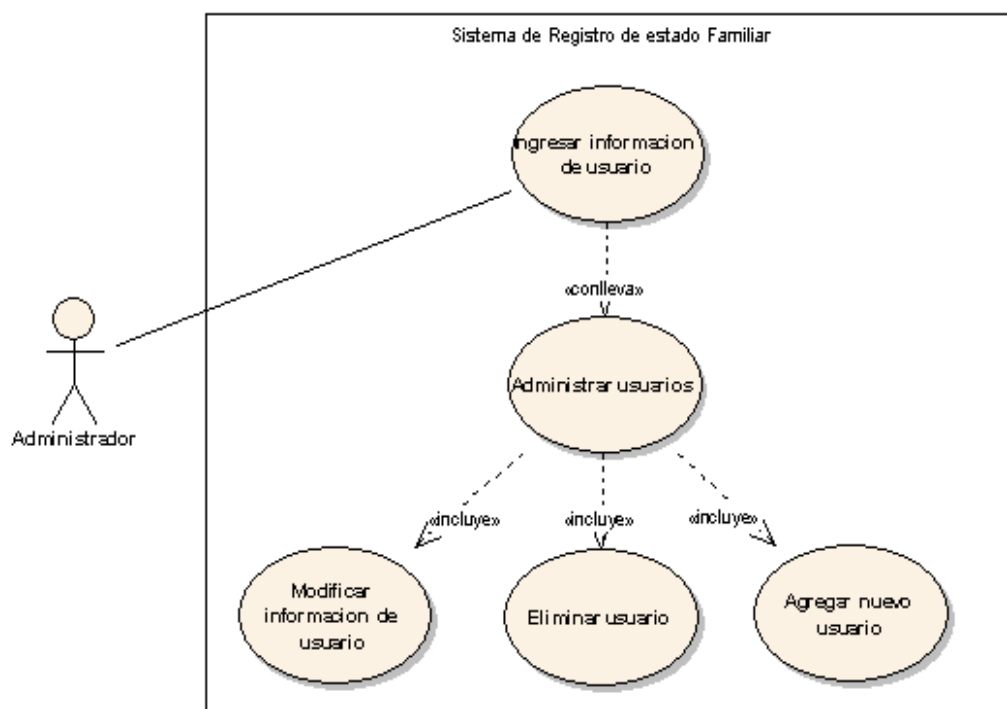 Sistema de Registro de estado Familiar
Ingresar informacion
de usuario
«conlleva»
Administrador
Administrar usuarios
«incluye»
«incluye»
«incluye»
Modificar
informacion de
usuario
Eliminar usuario
Agregar nuevo
usuario